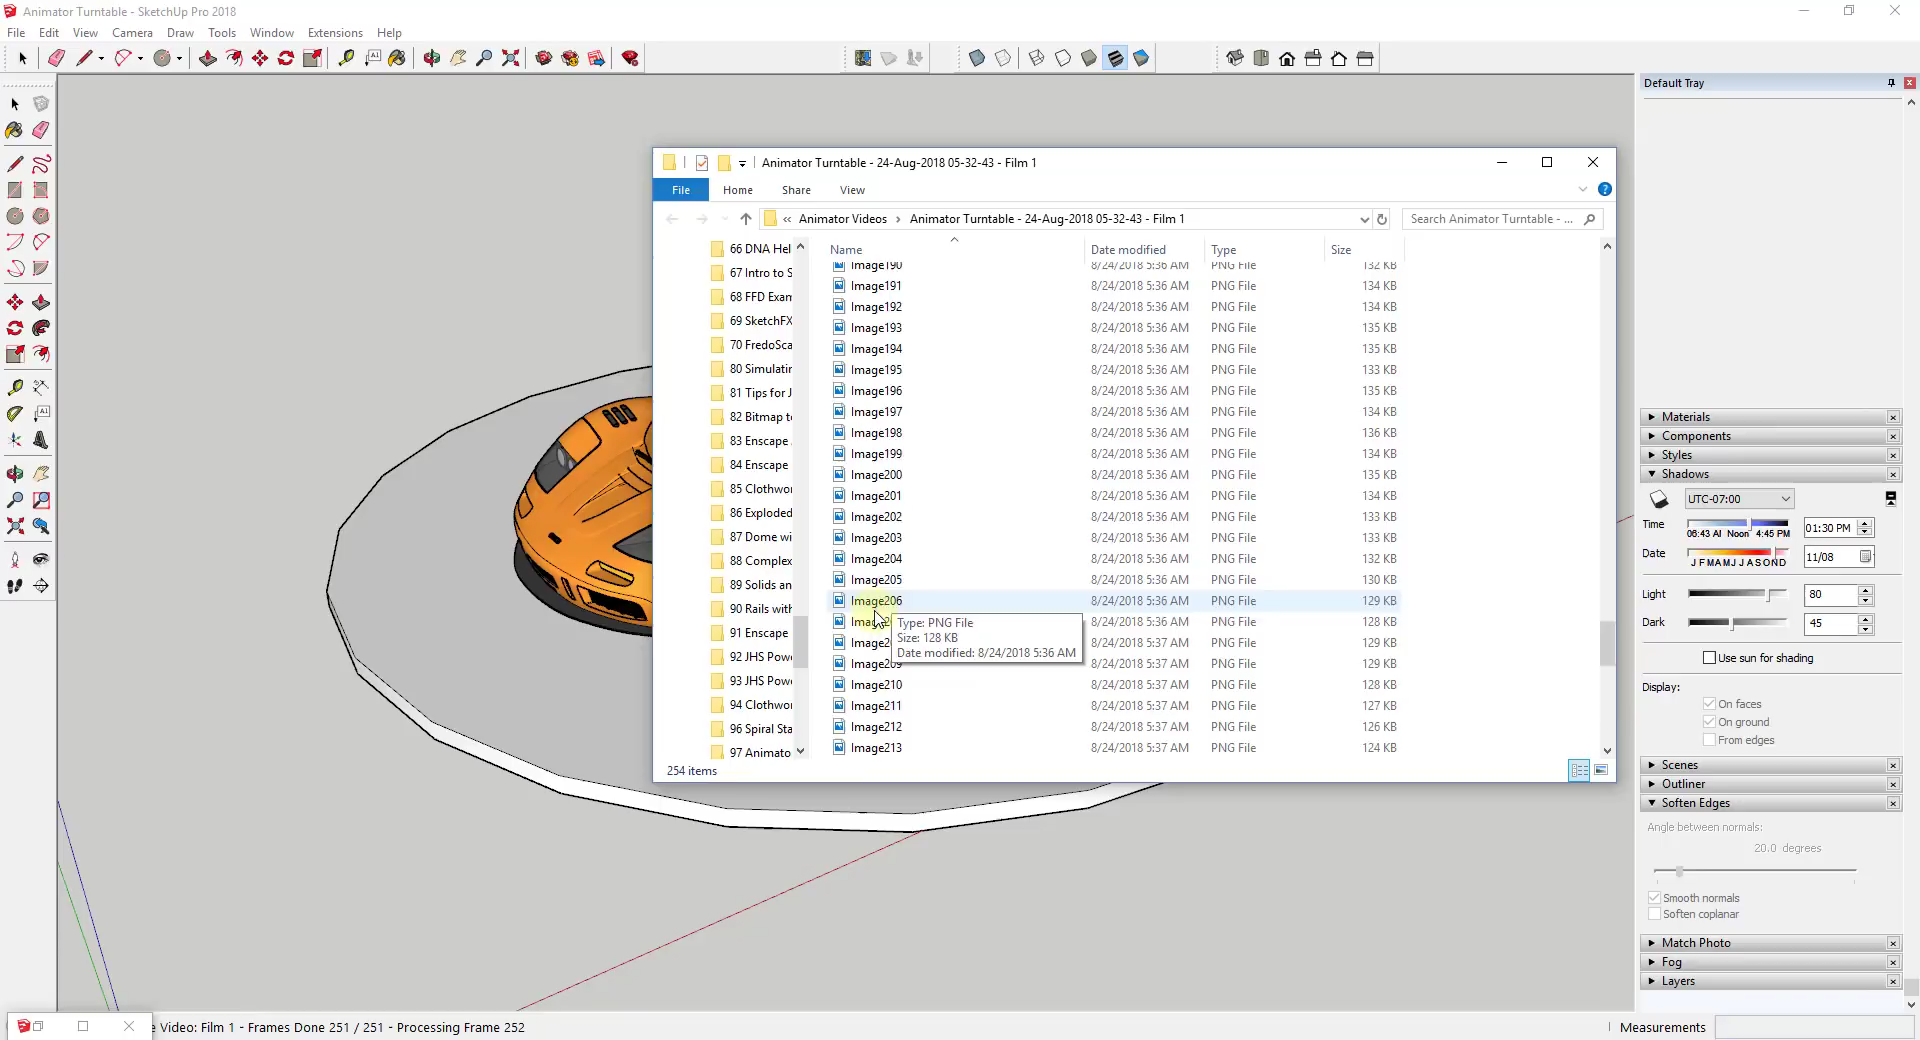 Animator Turntable - SketchUp Pro 2018
File Edit View Camera Draw Tools Window Extensions Help
Default Tray
Animator Turntable - 24-Aug-2018 05-32-43 - Film 1
File Home Share View
« Animator Videos › Animator Turntable - 24-Aug-2018 05-32-43 - Film 1
Search Animator Turntable - ...
66 DNA Hel
67 Intro to S
68 FFD Exam
69 SketchFX
70 FredoSca
80 Simulatin
81 Tips for J
82 Bitmap to
83 Enscape
84 Enscape
85 Clothwor
86 Exploded
87 Dome wi
88 Complex
89 Solids an
90 Rails with
91 Enscape
92 JHS Powe
93 JHS Powe
94 Clothwor
96 Spiral Sta
97 Animato
Name Date modified Type Size
Image190 8/24/2018 5:36 AM PNG File 132 KB
Image191 8/24/2018 5:36 AM PNG File 134 KB
Image192 8/24/2018 5:36 AM PNG File 134 KB
Image193 8/24/2018 5:36 AM PNG File 135 KB
Image194 8/24/2018 5:36 AM PNG File 135 KB
Image195 8/24/2018 5:36 AM PNG File 133 KB
Image196 8/24/2018 5:36 AM PNG File 135 KB
Image197 8/24/2018 5:36 AM PNG File 134 KB
Image198 8/24/2018 5:36 AM PNG File 136 KB
Image199 8/24/2018 5:36 AM PNG File 134 KB
Image200 8/24/2018 5:36 AM PNG File 135 KB
Image201 8/24/2018 5:36 AM PNG File 134 KB
Image202 8/24/2018 5:36 AM PNG File 133 KB
Image203 8/24/2018 5:36 AM PNG File 133 KB
Image204 8/24/2018 5:36 AM PNG File 132 KB
Image205 8/24/2018 5:36 AM PNG File 130 KB
Image206 8/24/2018 5:36 AM PNG File 129 KB
8/24/2018 5:36 AM PNG File 128 KB
8/24/2018 5:37 AM PNG File 129 KB
Image209 8/24/2018 5:37 AM PNG File 129 KB
Image210 8/24/2018 5:37 AM PNG File 128 KB
Image211 8/24/2018 5:37 AM PNG File 127 KB
Image212 8/24/2018 5:37 AM PNG File 126 KB
Image213 8/24/2018 5:37 AM PNG File 124 KB
Type: PNG File
Size: 128 KB
Date modified: 8/24/2018 5:36 AM
254 items
Materials
Components
Styles
Shadows
UTC-07:00
Time 06:43 AM Noon 4:45 PM 01:30 PM
Date J F M A M J J A S O N D 11/08
Light 80
Dark 45
Use sun for shading
Display:
On faces
On ground
From edges
Scenes
Outliner
Soften Edges
Angle between normals:
20.0 degrees
Smooth normals
Soften coplanar
Match Photo
Fog
Layers
e Video: Film 1 - Frames Done 251 / 251 - Processing Frame 252
Measurements